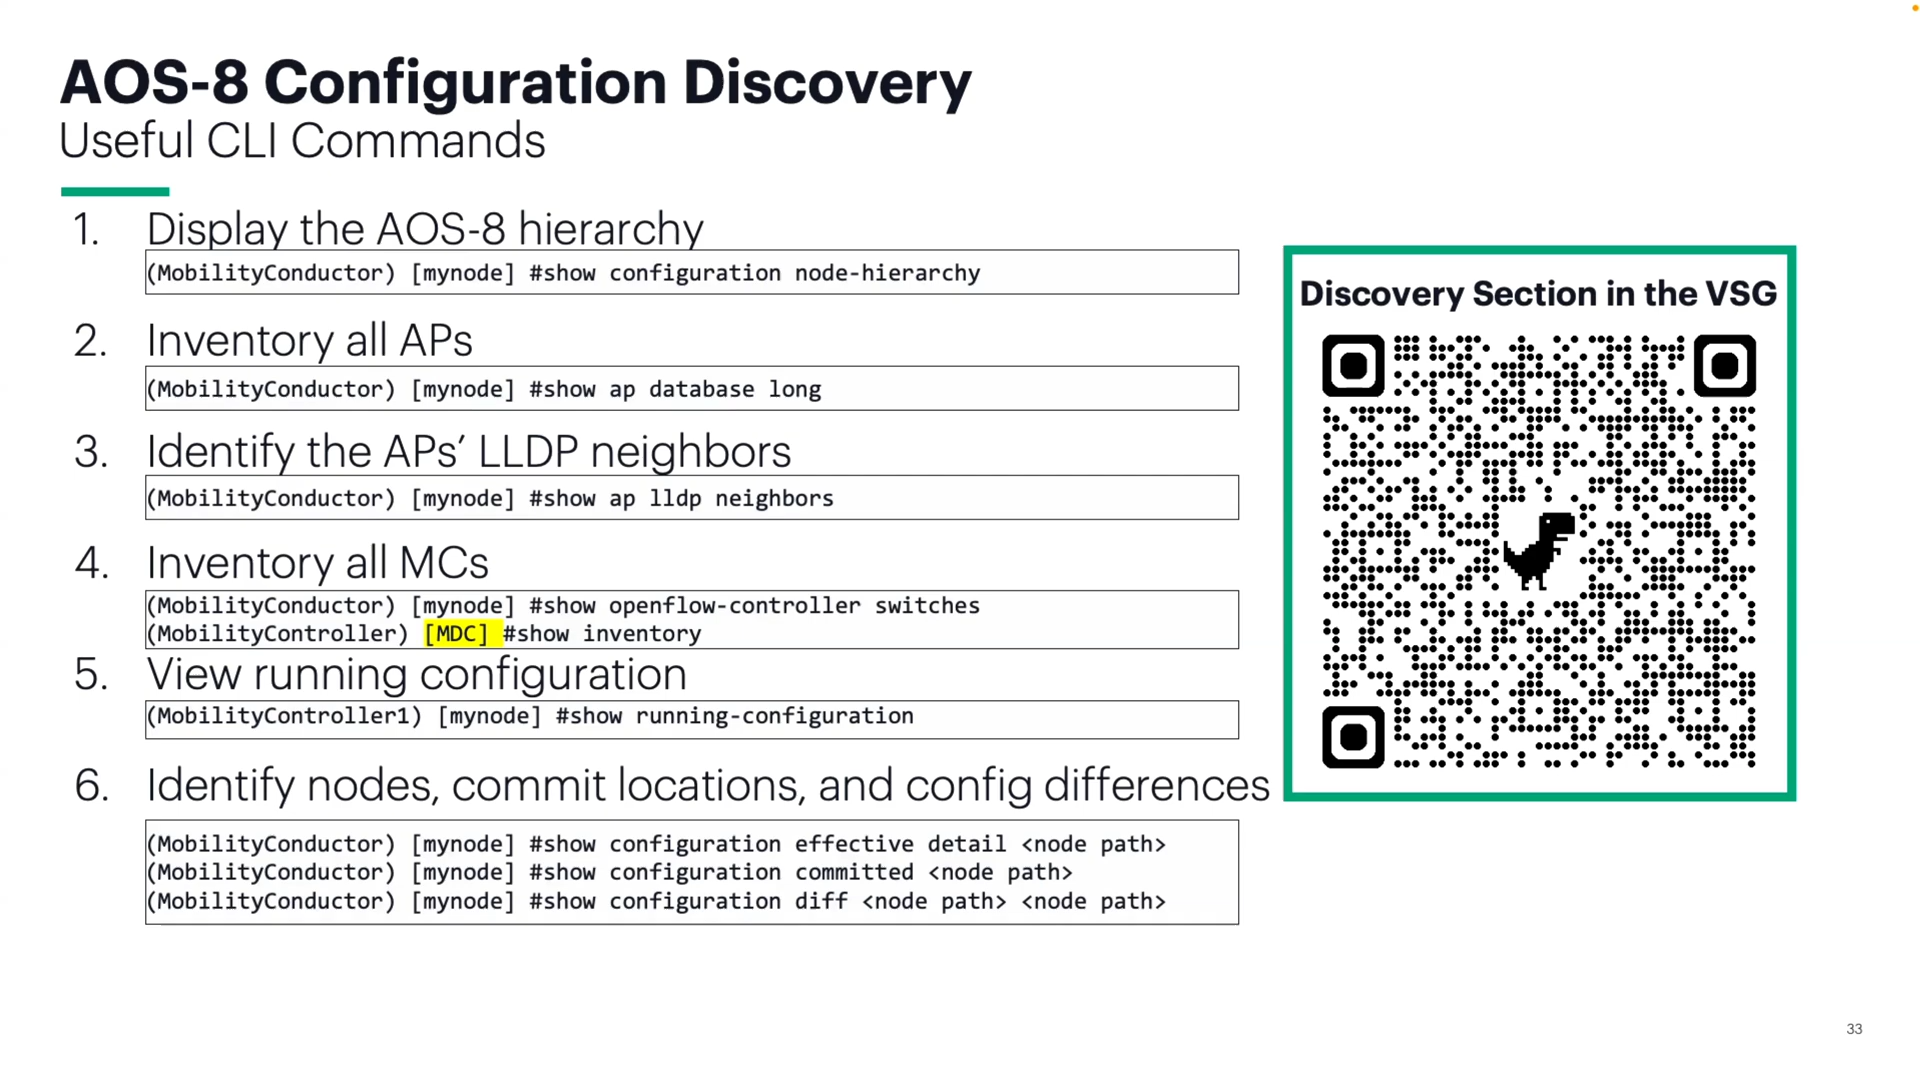 AOS-8 Configuration Discovery
Useful CLI Commands
1. Display the AOS-8 hierarchy
(MobilityConductor) [mynode] #show configuration node-hierarchy
2. Inventory all APs
(MobilityConductor) [mynode] #show ap database long
3. Identify the APs’ LLDP neighbors
(MobilityConductor) [mynode] #show ap lldp neighbors
4. Inventory all MCs
(MobilityConductor) [mynode] #show openflow-controller switches
(MobilityController) [MDC] #show inventory
5. View running configuration
(MobilityController1) [mynode] #show running-configuration
6. Identify nodes, commit locations, and config differences
(MobilityConductor) [mynode] #show configuration effective detail <node path>
(MobilityConductor) [mynode] #show configuration committed <node path>
(MobilityConductor) [mynode] #show configuration diff <node path> <node path>
Discovery Section in the VSG
33